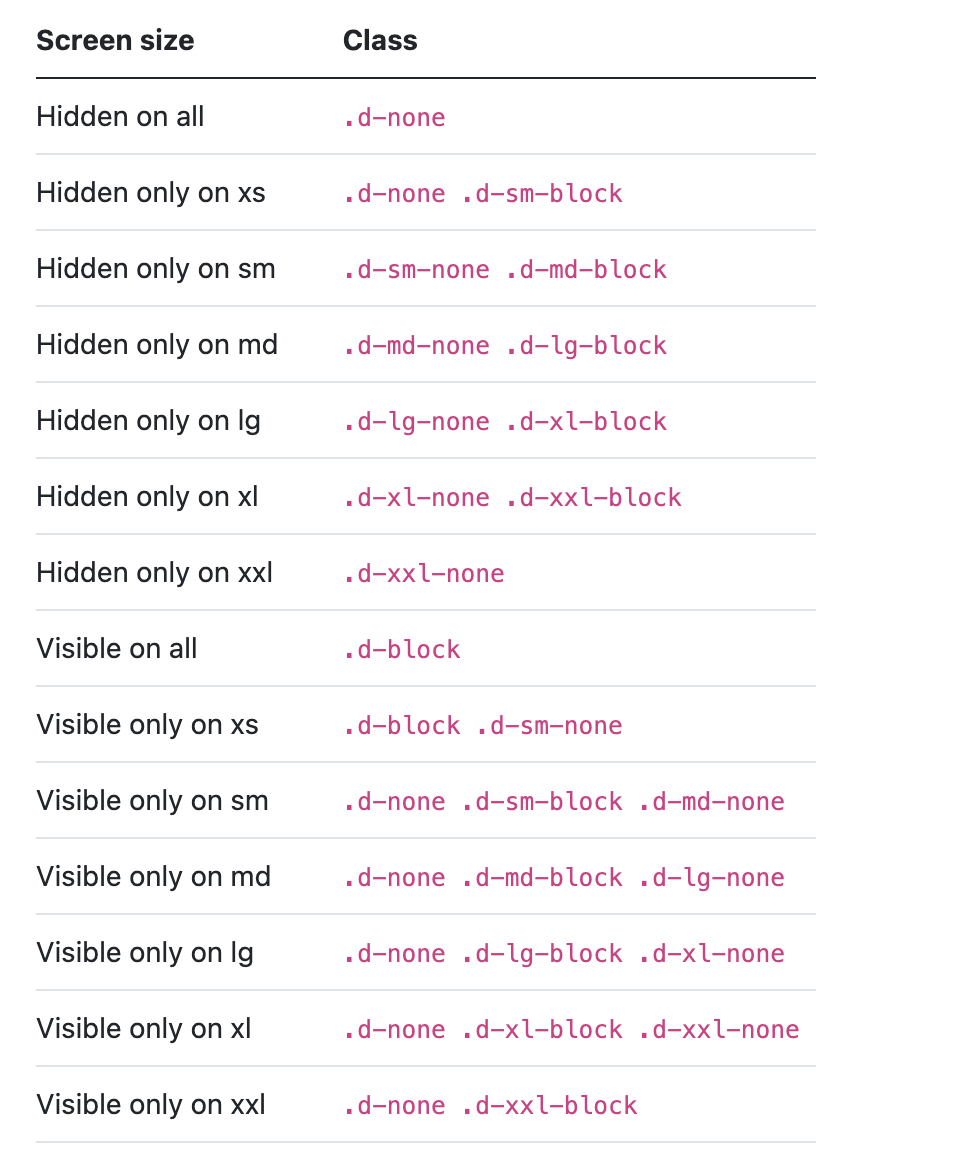 Screen size Class
Hidden on all .d-none
Hidden only on xs .d-none .d-sm-block
Hidden only on sm .d-sm-none .d-md-block
Hidden only on md .d-md-none .d-lg-block
Hidden only on lg .d-lg-none .d-xl-block
Hidden only on xl .d-xl-none .d-xxl-block
Hidden only on xxl .d-xxl-none
Visible on all .d-block
Visible only on xs .d-block .d-sm-none
Visible only on sm .d-none .d-sm-block .d-md-none
Visible only on md .d-none .d-md-block .d-lg-none
Visible only on lg .d-none .d-lg-block .d-xl-none
Visible only on xl .d-none .d-xl-block .d-xxl-none
Visible only on xxl .d-none .d-xxl-block